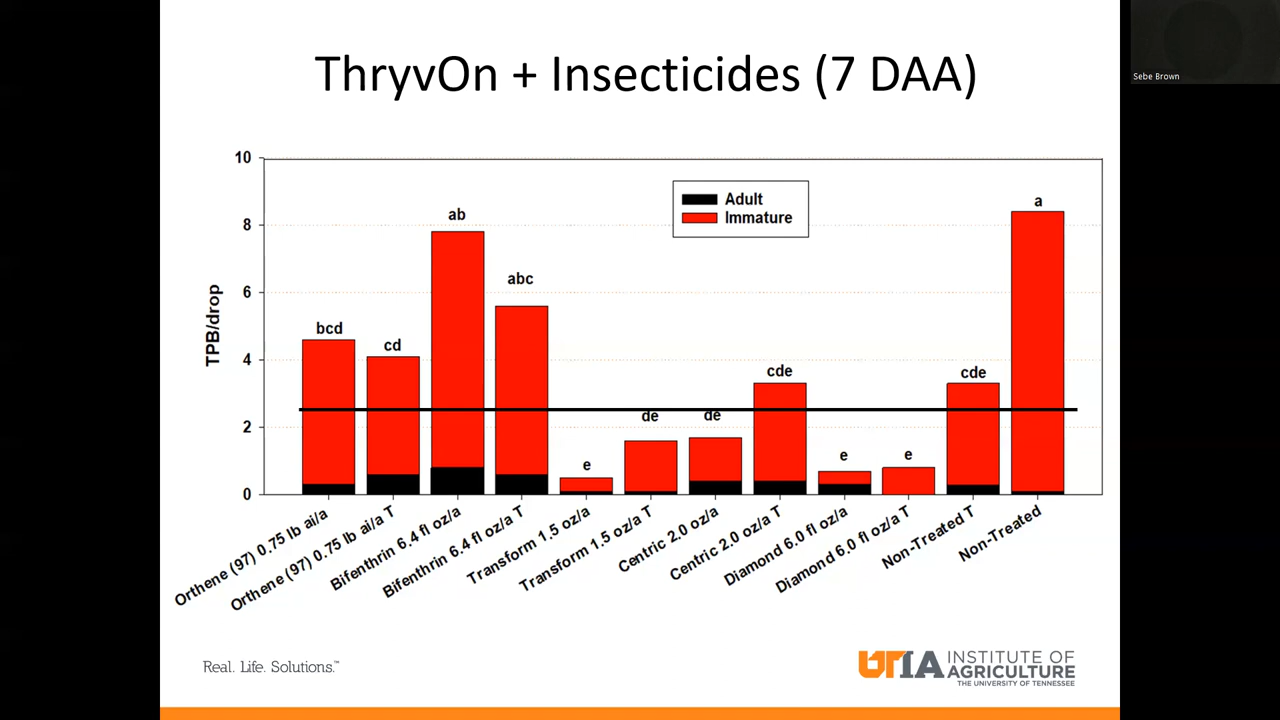 ThryvOn + Insecticides (7 DAA)
Sebe Brown
10
8
6
4
2
0
TPB/drop
Adult
Immature
bcd
cd
ab
abc
e
de
de
cde
e
e
cde
a
Orthene (97) 0.75 lb ai/a
Orthene (97) 0.75 lb ai/a T
Bifenthrin 6.4 fl oz/a
Bifenthrin 6.4 fl oz/a T
Transform 1.5 oz/a
Transform 1.5 oz/a T
Centric 2.0 oz/a
Centric 2.0 oz/a T
Diamond 6.0 fl oz/a
Diamond 6.0 fl oz/a T
Non-Treated T
Non-Treated
Real. Life. Solutions.™
UTIA INSTITUTE OF
AGRICULTURE
THE UNIVERSITY OF TENNESSEE